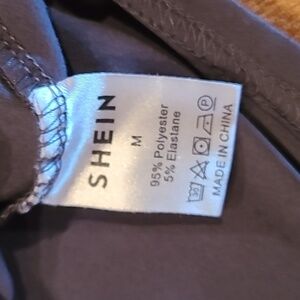 SHEIN
M
95% Polyester
5% Elastane
MADE IN CHINA